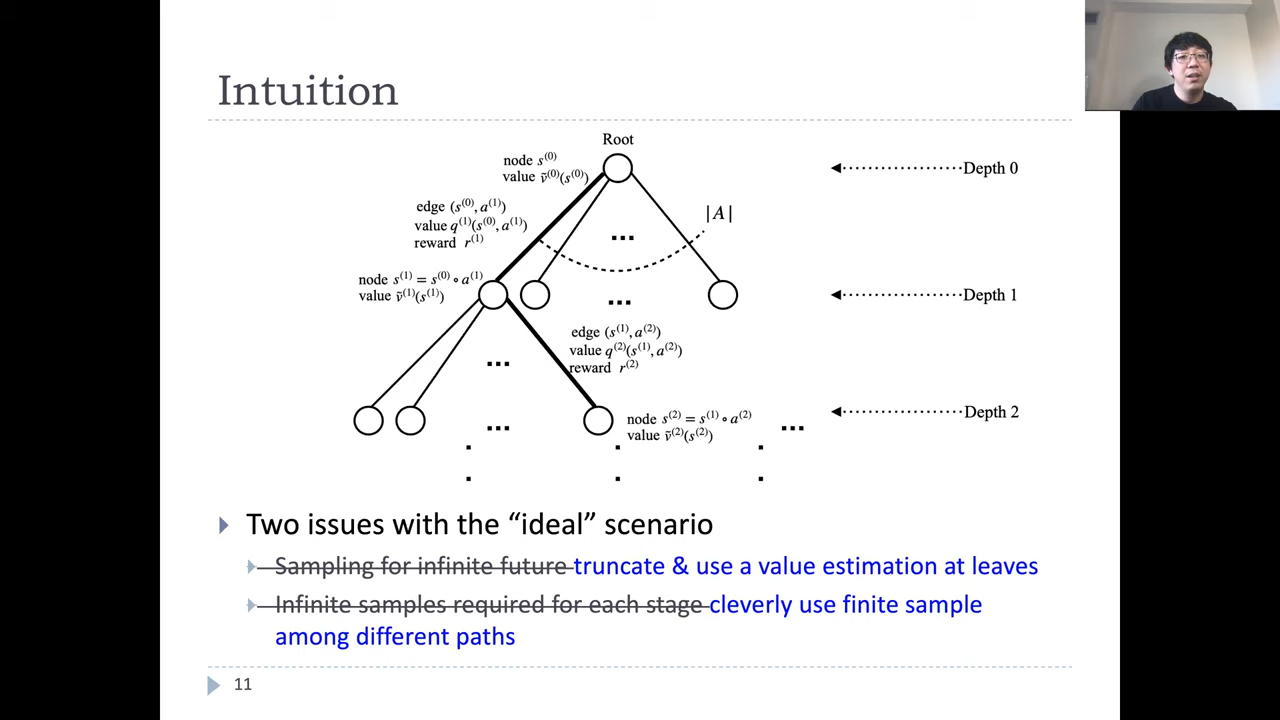 Intuition
Root
node s⁽⁰⁾
value ṽ⁽⁰⁾(s⁽⁰⁾)
Depth 0
edge (s⁽⁰⁾, a⁽¹⁾)
value q⁽¹⁾(s⁽⁰⁾, a⁽¹⁾)
reward r⁽¹⁾
|A|
...
node s⁽¹⁾ = s⁽⁰⁾ ∘ a⁽¹⁾
value ṽ⁽¹⁾(s⁽¹⁾)
...
Depth 1
edge (s⁽¹⁾, a⁽²⁾)
value q⁽²⁾(s⁽¹⁾, a⁽²⁾)
reward r⁽²⁾
...
...
node s⁽²⁾ = s⁽¹⁾ ∘ a⁽²⁾
value ṽ⁽²⁾(s⁽²⁾)
...
Depth 2
Two issues with the “ideal” scenario
Sampling for infinite future truncate & use a value estimation at leaves
Infinite samples required for each stage cleverly use finite sample
among different paths
11